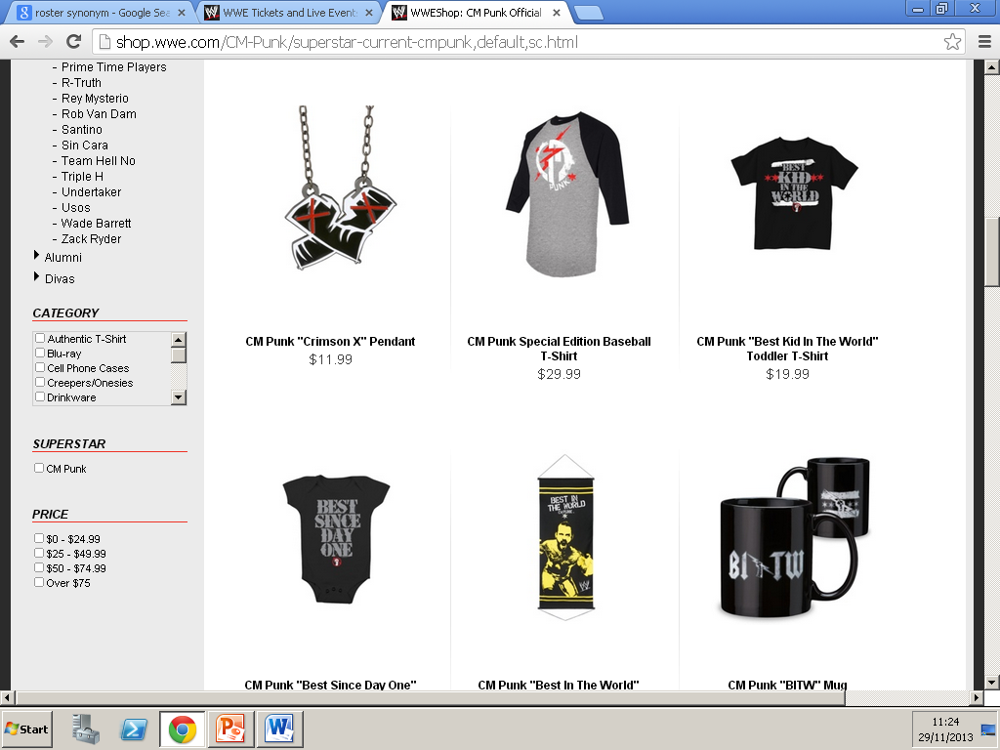 roster synonym - Google Sea
WWE Tickets and Live Event
WWEShop: CM Punk Official
shop.wwe.com/CM-Punk/superstar-current-cmpunk,default,sc.html
- Prime Time Players
- R-Truth
- Rey Mysterio
- Rob Van Dam
- Santino
- Sin Cara
- Team Hell No
- Triple H
- Undertaker
- Usos
- Wade Barrett
- Zack Ryder
Alumni
Divas
CATEGORY
Authentic T-Shirt
Blu-ray
Cell Phone Cases
Creepers/Onesies
Drinkware
SUPERSTAR
CM Punk
PRICE
$0 - $24.99
$25 - $49.99
$50 - $74.99
Over $75
PUNK
BEST
KID
IN THE
WORLD
CM Punk "Crimson X" Pendant
$11.99
CM Punk Special Edition Baseball
T-Shirt
$29.99
CM Punk "Best Kid In The World"
Toddler T-Shirt
$19.99
BEST
SINCE
DAY
ONE
BEST IN
THE WORLD
CM PUNK
BITW
CM Punk "Best Since Day One"
CM Punk "Best In The World"
CM Punk "BITW" Mug
Start
11:24
29/11/2013